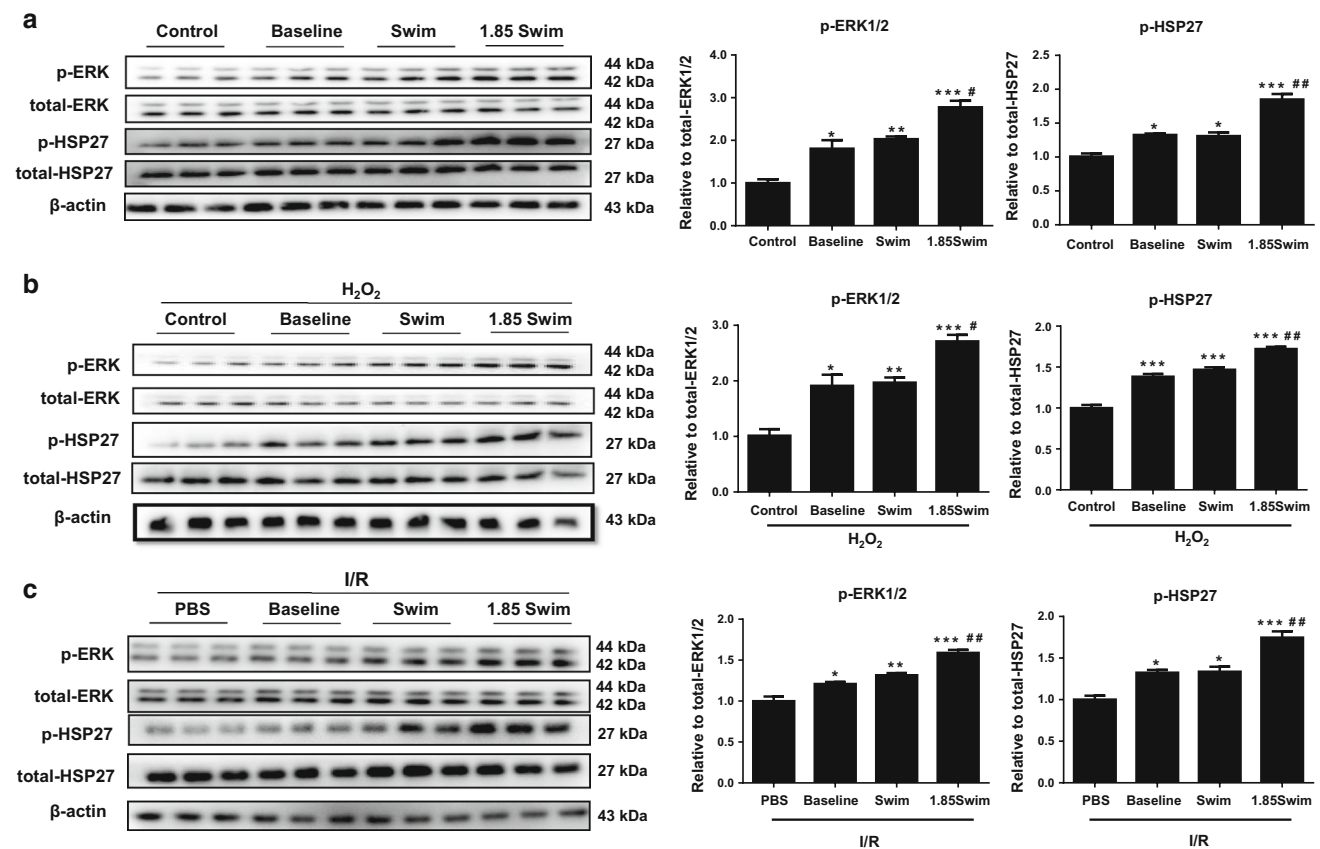 a
Control Baseline Swim 1.85 Swim
p-ERK 44 kDa
42 kDa
total-ERK 44 kDa
42 kDa
p-HSP27 27 kDa
total-HSP27 27 kDa
β-actin 43 kDa
p-ERK1/2
Relative to total-ERK1/2
4.0
3.0
2.0
1.0
0.0
* ** *** #
Control Baseline Swim 1.85Swim
p-HSP27
Relative to total-HSP27
2.5
2.0
1.5
1.0
0.5
0.0
* * *** ##
Control Baseline Swim 1.85Swim
b
H₂O₂
Control Baseline Swim 1.85 Swim
p-ERK 44 kDa
42 kDa
total-ERK 44 kDa
42 kDa
p-HSP27 27 kDa
total-HSP27 27 kDa
β-actin 43 kDa
p-ERK1/2
Relative to total-ERK1/2
3.0
2.0
1.0
0.0
* ** *** #
Control Baseline Swim 1.85Swim
H₂O₂
p-HSP27
Relative to total-HSP27
2.0
1.5
1.0
0.5
0.0
*** *** *** ##
Control Baseline Swim 1.85Swim
H₂O₂
c
I/R
PBS Baseline Swim 1.85 Swim
p-ERK 44 kDa
42 kDa
total-ERK 44 kDa
42 kDa
p-HSP27 27 kDa
total-HSP27 27 kDa
β-actin 43 kDa
p-ERK1/2
Relative to total-ERK1/2
2.0
1.5
1.0
0.5
0.0
* ** *** ##
PBS Baseline Swim 1.85Swim
I/R
p-HSP27
Relative to total-HSP27
2.0
1.5
1.0
0.5
0.0
* * *** ##
PBS Baseline Swim 1.85Swim
I/R